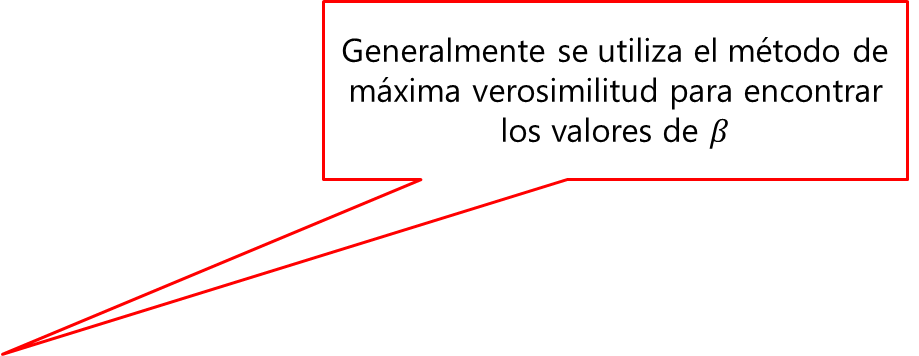 Generalmente se utiliza el método de
máxima verosimilitud para encontrar
los valores de β